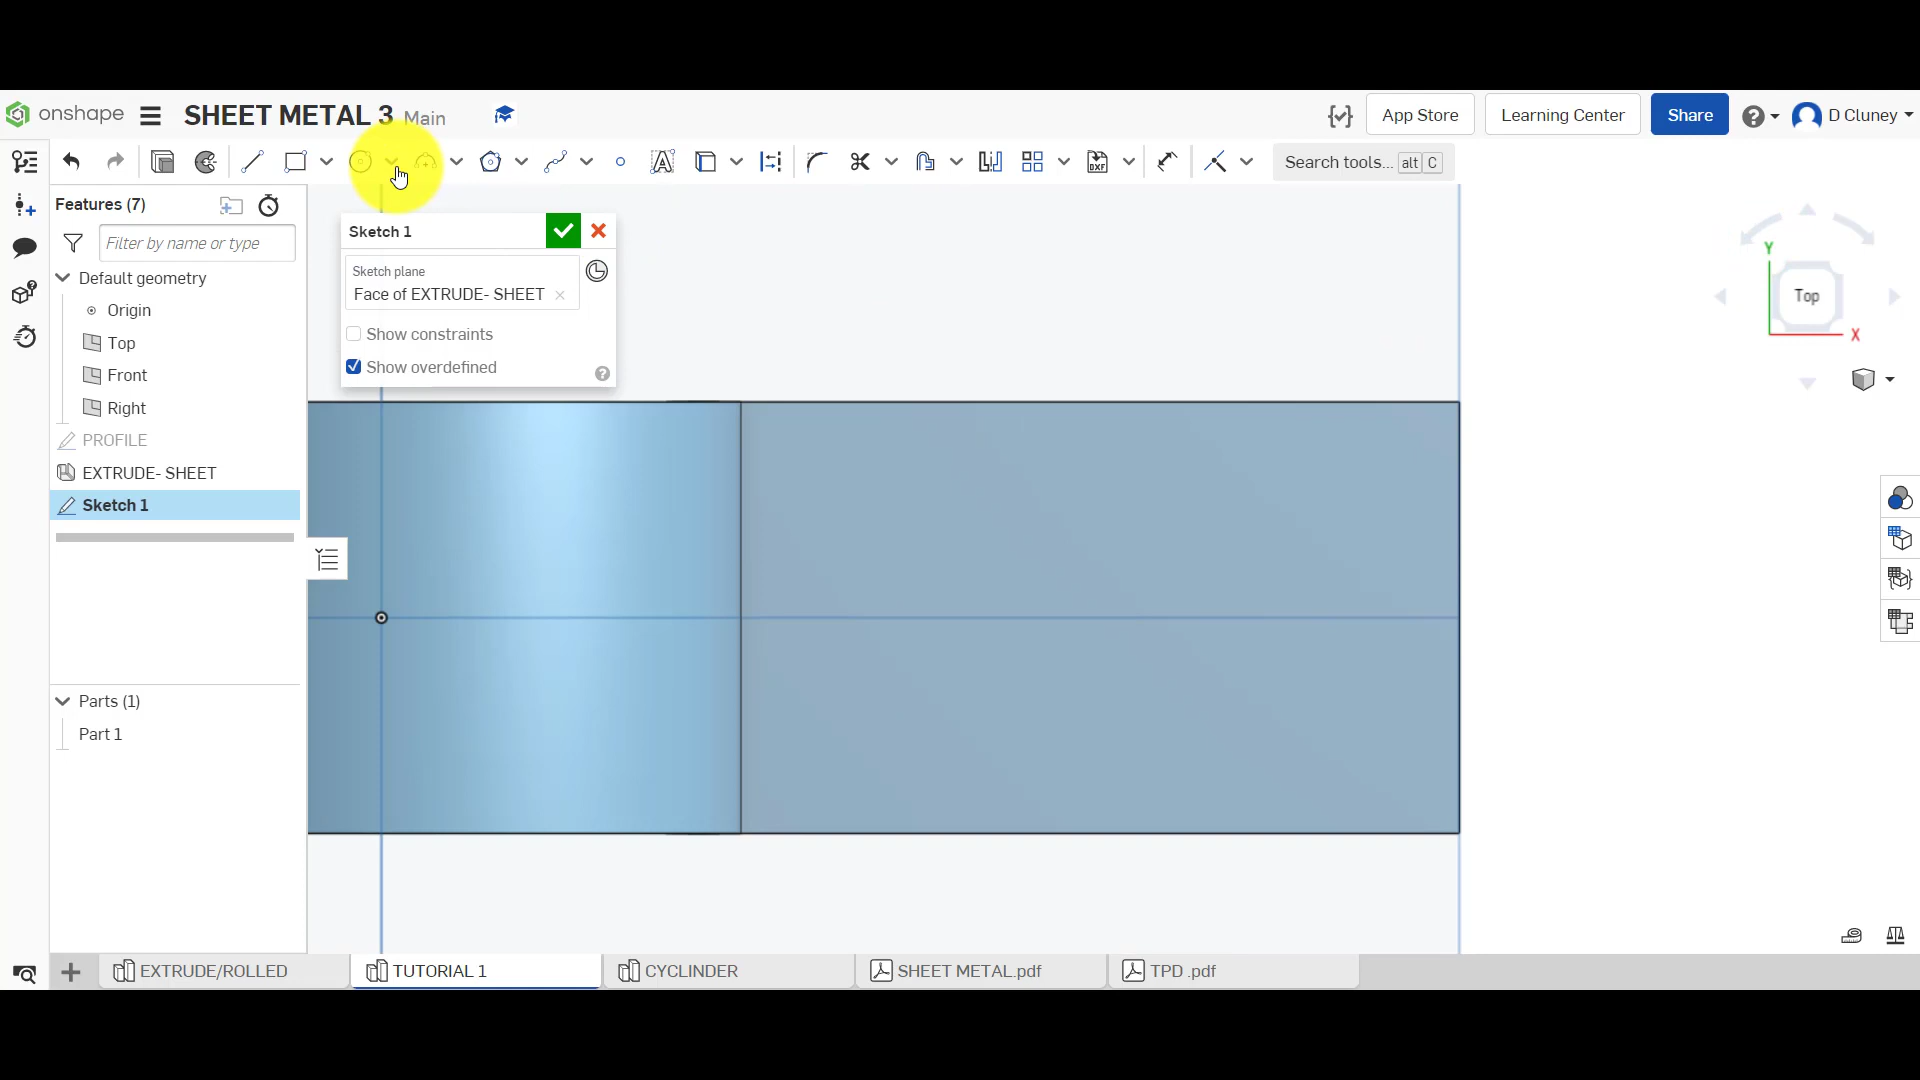 onshape SHEET METAL 3 Main App Store Learning Center Share ? D Cluney
Search tools... alt C
Features (7)
Filter by name or type
Default geometry
Origin
Top
Front
Right
PROFILE
EXTRUDE- SHEET
Sketch 1
Parts (1)
Part 1
Sketch 1
Sketch plane
Face of EXTRUDE- SHEET
Show constraints
Show overdefined
Y
Top
X
EXTRUDE/ROLLED TUTORIAL 1 CYCLINDER SHEET METAL.pdf TPD .pdf